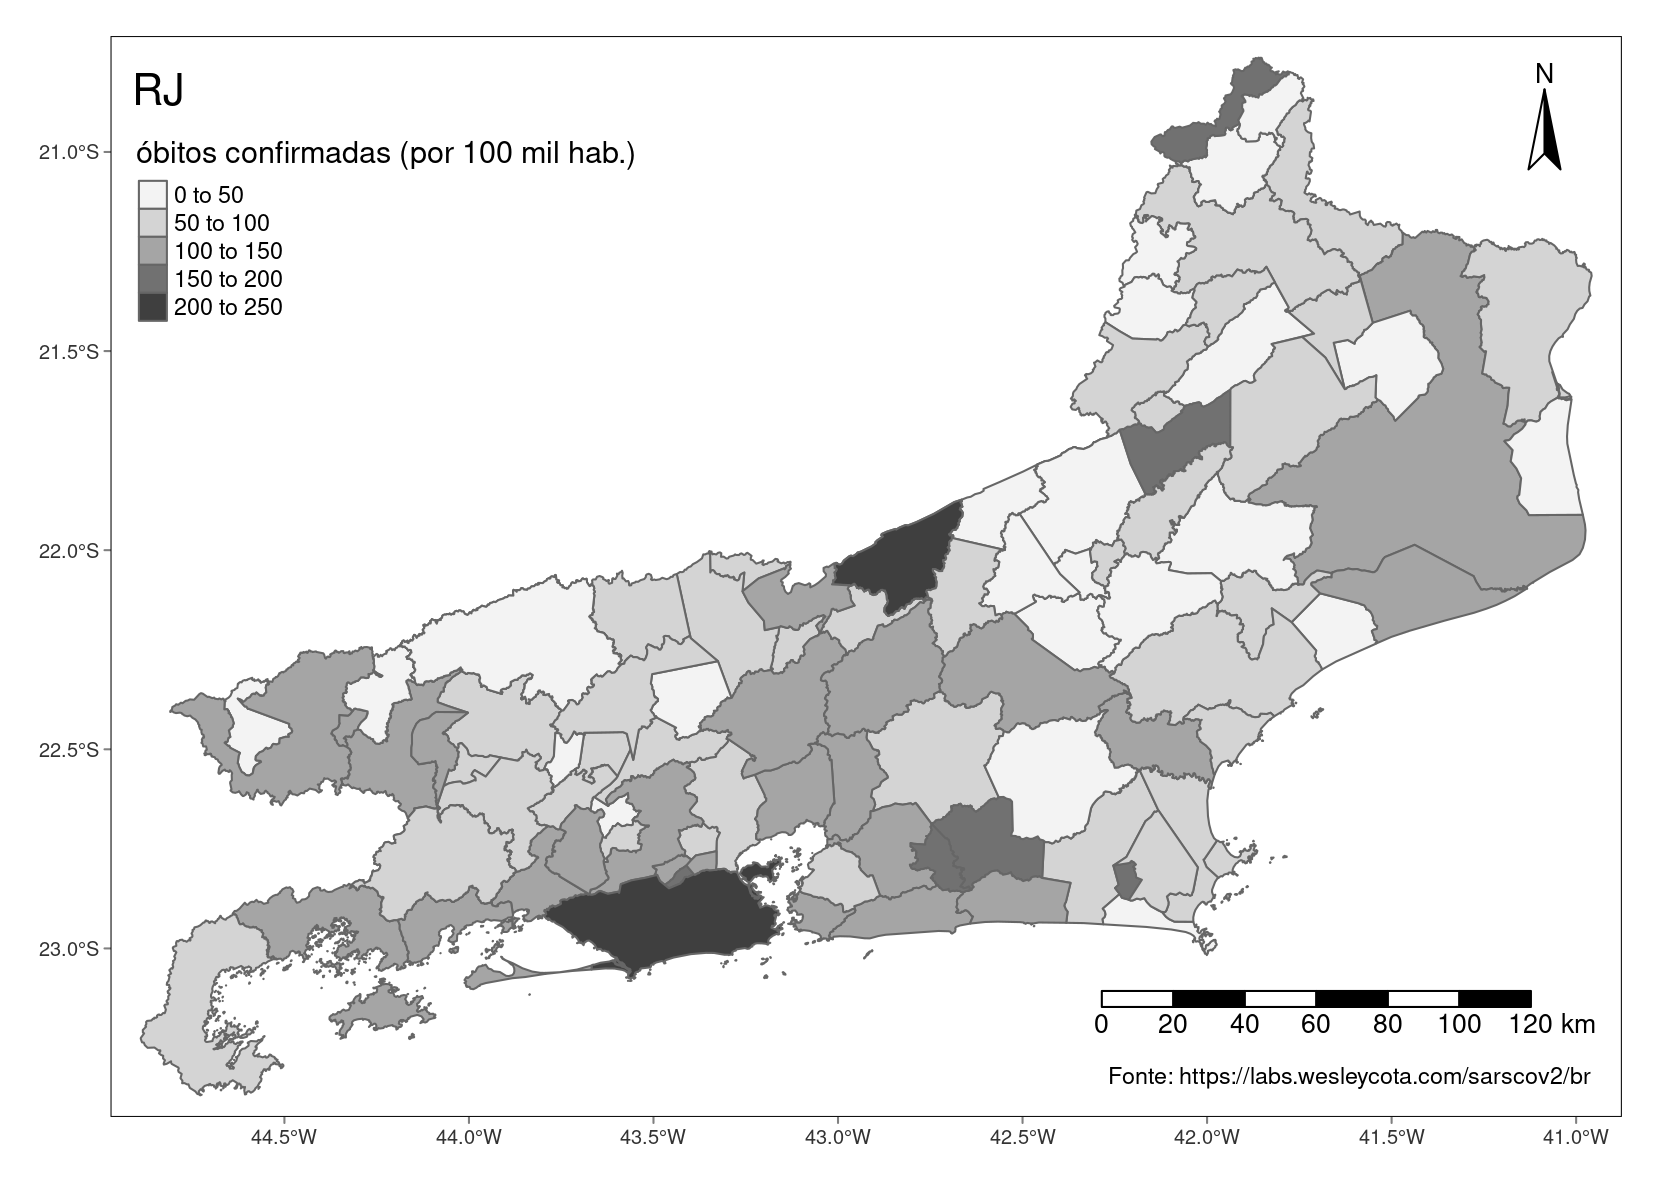 RJ
óbitos confirmadas (por 100 mil hab.)
0 to 50
50 to 100
100 to 150
150 to 200
200 to 250
N
21.0°S
21.5°S
22.0°S
22.5°S
23.0°S
0 20 40 60 80 100 120 km
Fonte: https://labs.wesleycota.com/sarscov2/br
44.5°W 44.0°W 43.5°W 43.0°W 42.5°W 42.0°W 41.5°W 41.0°W